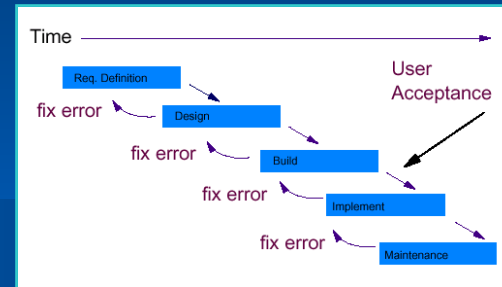 Time
Req. Definition
User
Acceptance
fix error
Design
fix error
Build
fix error
Implement
fix error
Maintenance